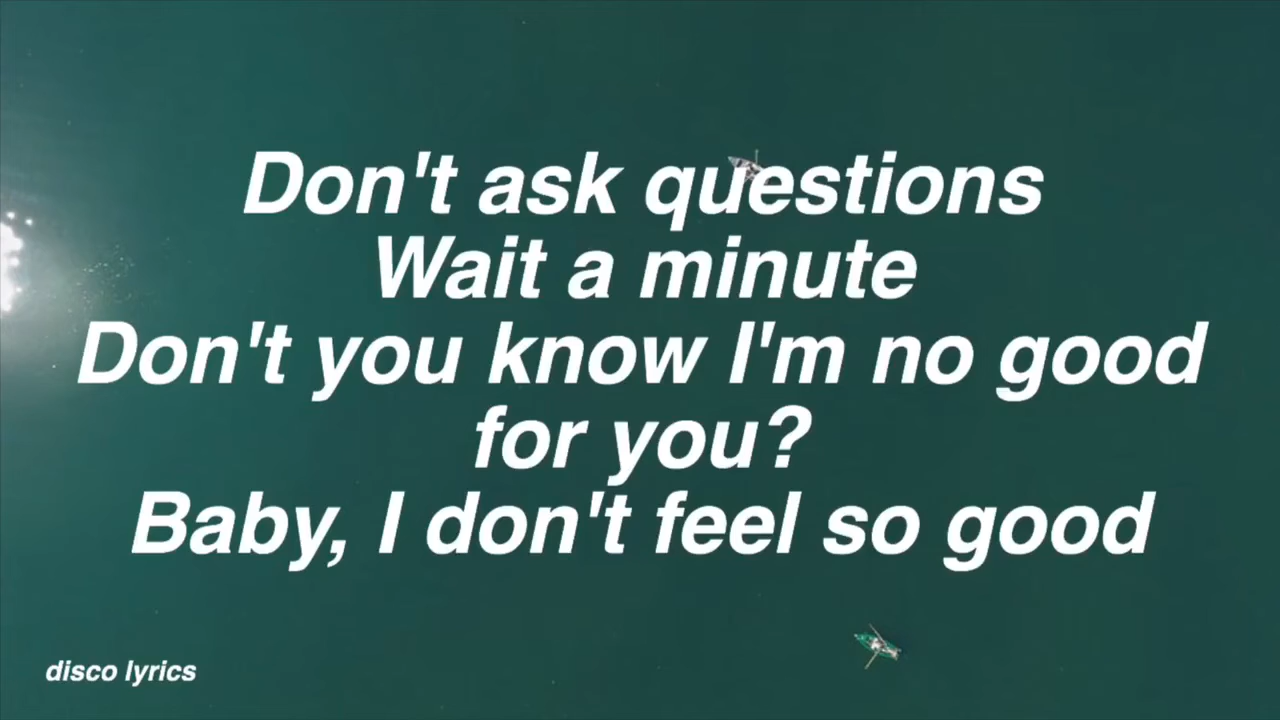 Don't ask questions
Wait a minute
Don't you know I'm no good
for you?
Baby, I don't feel so good
disco lyrics